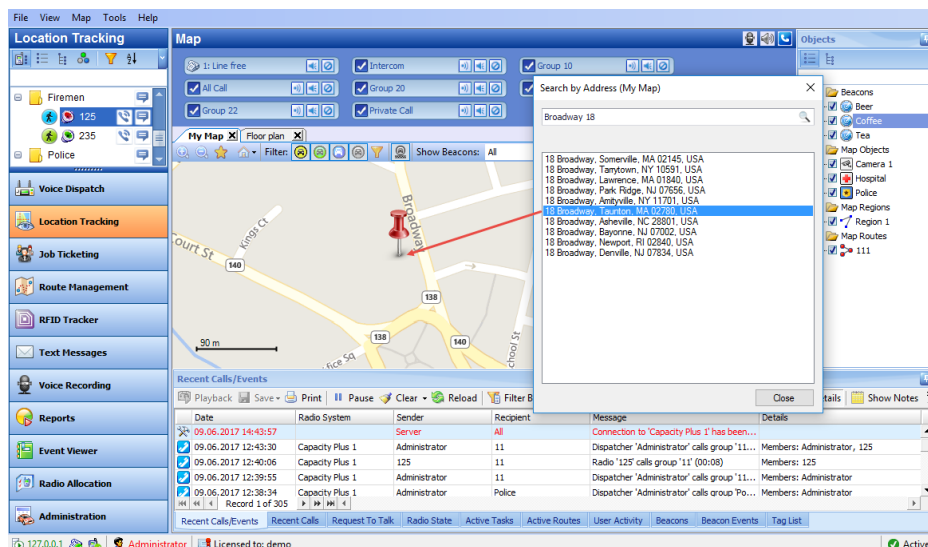 File View Map Tools Help
Location Tracking
Firemen
125
235
Police
Voice Dispatch
Location Tracking
Job Ticketing
Route Management
RFID Tracker
Text Messages
Voice Recording
Reports
Event Viewer
Radio Allocation
Administration
Map
1: Line free
Intercom
Group 10
All Call
Group 20
Group 22
Private Call
My Map Floor plan
Filter: Show Beacons: All
Broadway
Kings Ct
Court St
140
138
138
140
School St
fice Sq
90 m
Search by Address (My Map)
Broadway 18
18 Broadway, Somerville, MA 02145, USA
18 Broadway, Tarrytown, NY 10591, USA
18 Broadway, Lawrence, MA 01840, USA
18 Broadway, Park Ridge, NJ 07656, USA
18 Broadway, Amityville, NY 11701, USA
18 Broadway, Taunton, MA 02780, USA
18 Broadway, Asheville, NC 28801, USA
18 Broadway, Bayonne, NJ 07002, USA
18 Broadway, Newport, RI 02840, USA
18 Broadway, Denville, NJ 07834, USA
Close
Objects
Beacons
Beer
Coffee
Tea
Map Objects
Camera 1
Hospital
Police
Map Regions
Region 1
Map Routes
111
Recent Calls/Events
Playback Save Print Pause Clear Reload Filter B tails Show Notes
Date Radio System Sender Recipient Message Details
09.06.2017 14:43:57 Server All Connection to 'Capacity Plus 1' has been...
09.06.2017 12:43:30 Capacity Plus 1 Administrator 11 Dispatcher 'Administrator' calls group '11... Members: Administrator, 125
09.06.2017 12:40:06 Capacity Plus 1 125 11 Radio '125' calls group '11' (00:08) Members: 125
09.06.2017 12:39:55 Capacity Plus 1 Administrator 11 Dispatcher 'Administrator' calls group '11... Members: Administrator
09.06.2017 12:38:34 Capacity Plus 1 Administrator Police Dispatcher 'Administrator' calls group 'Po... Members: Administrator
Record 1 of 305
Recent Calls/Events Recent Calls Request To Talk Radio State Active Tasks Active Routes User Activity Beacons Beacon Events Tag List
127.0.0.1 Administrator Licensed to: demo Active